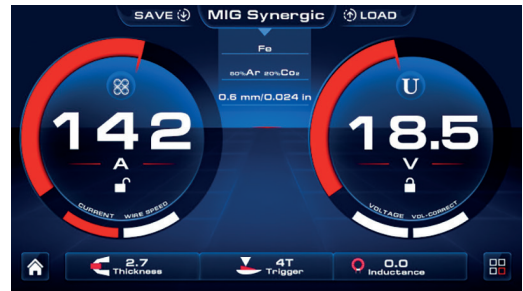 SAVE
MIG Synergic
LOAD
Fe
80%Ar 20%Co2
0.6 mm/0.024 in
U
142
18.5
A
V
CURRENT WIRE SPEED
VOLTAGE VOL-CORRECT
2.7
Thickness
4T
Trigger
0.0
Inductance